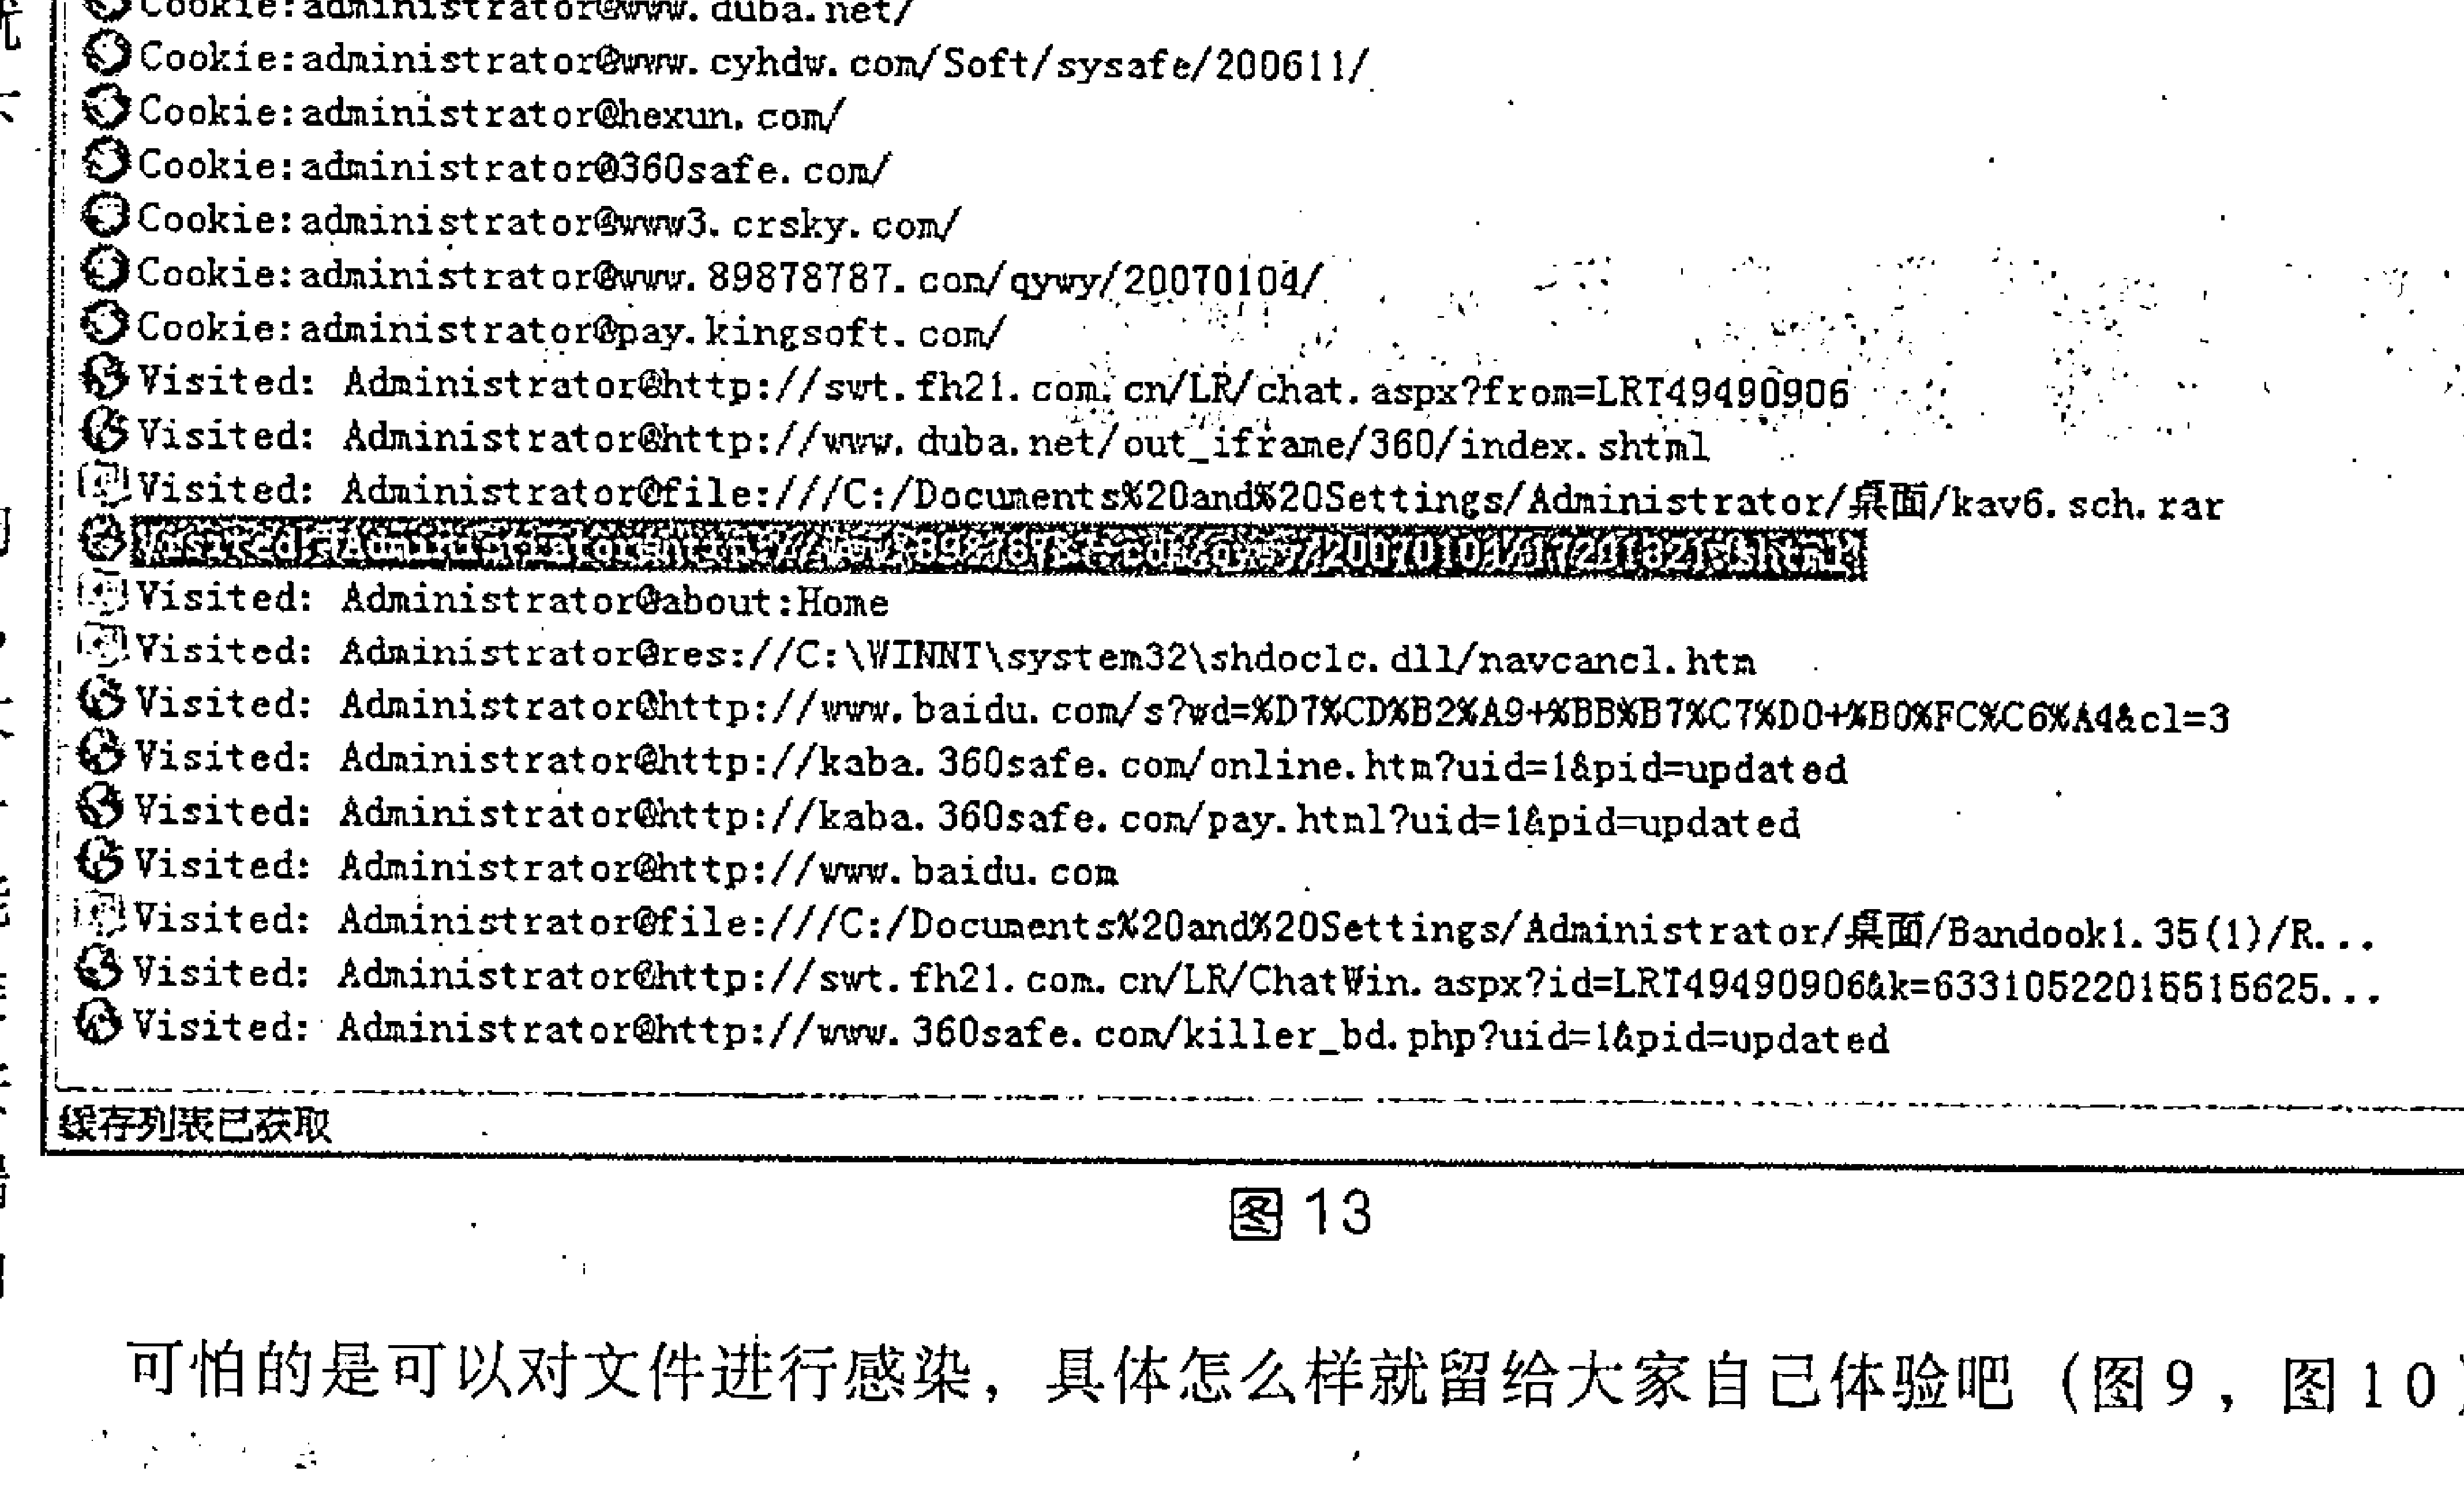 Cookie:administrator@www.duba.net/
Cookie:administrator@www.cyhdw.com/Soft/sysafe/200611/
Cookie:administrator@hexun.com/
Cookie:administrator@360safe.com/
Cookie:administrator@www3.crsky.com/
Cookie:administrator@www.89878787.com/qywy/20070104/
Cookie:administrator@pay.kingsoft.com/
Visited: Administrator@http://swt.fh21.com.cn/LR/chat.aspx?from=LRT49490906
Visited: Administrator@http://www.duba.net/out_iframe/360/index.shtml
Visited: Administrator@file:///C:/Documents%20and%20Settings/Administrator/桌面/kav6.sch.rar
Visited: Administrator@about:Home
Visited: Administrator@res://C:\WINNT\system32\shdoclc.dll/navcancl.htm
Visited: Administrator@http://www.baidu.com/s?wd=%D7%CD%B2%A9+%BB%B7%C7%D0+%B0%FC%C6%A4&cl=3
Visited: Administrator@http://kaba.360safe.com/online.htm?uid=1&pid=updated
Visited: Administrator@http://kaba.360safe.com/pay.html?uid=1&pid=updated
Visited: Administrator@http://www.baidu.com
Visited: Administrator@file:///C:/Documents%20and%20Settings/Administrator/桌面/Bandook1.35(1)/R...
Visited: Administrator@http://swt.fh21.com.cn/LR/ChatWin.aspx?id=LRT49490906&k=633105522015515625...
Visited: Administrator@http://www.360safe.com/killer_bd.php?uid=1&pid=updated
缓存列表已获取
图 13
可怕的是可以对文件进行感染，具体怎么样就留给大家自己体验吧（图9，图10